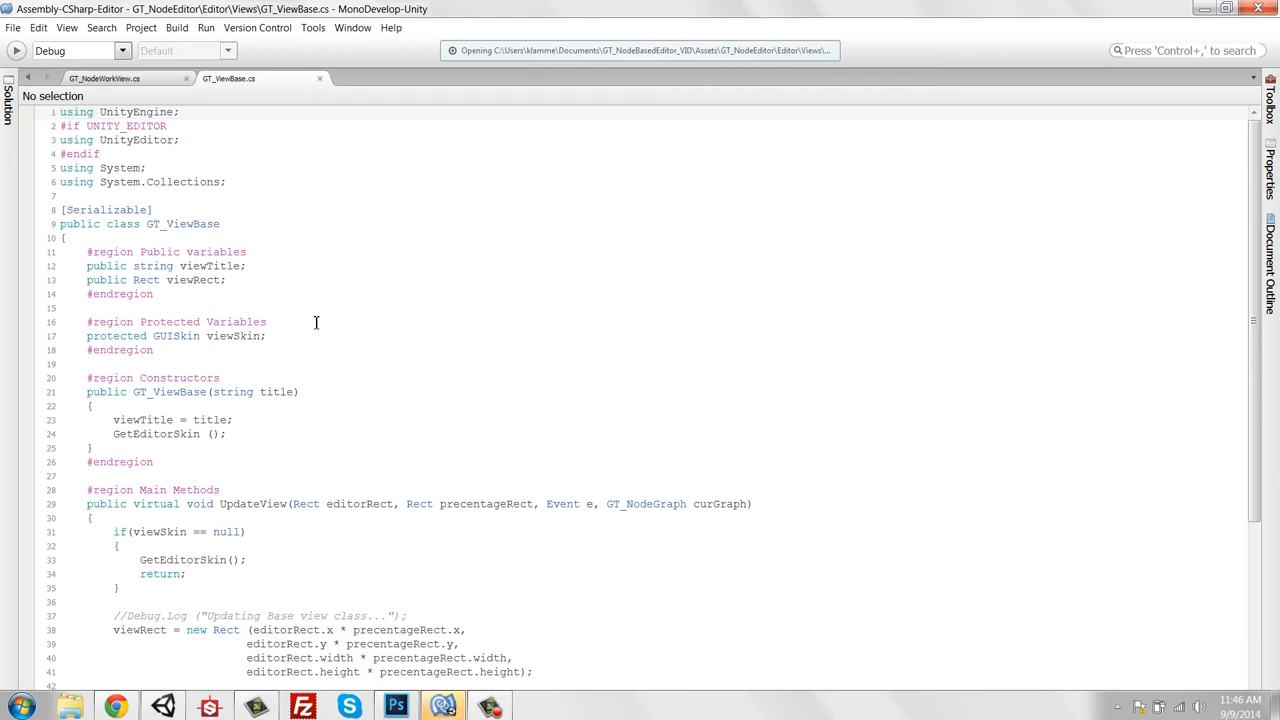 Assembly-CSharp-Editor - GT_NodeEditor\Editor\Views\GT_ViewBase.cs - MonoDevelop-Unity
File Edit View Search Project Build Run Version Control Tools Window Help
Debug Default Opening C:\Users\klamme\Documents\GT_NodeBasedEditor_VID\Assets\GT_NodeEditor\Editor\Views\... Press 'Control+,' to search
GT_NodeWorkView.cs GT_ViewBase.cs
No selection
Solution
Toolbox
Properties
Document Outline
1 using UnityEngine;
2 #if UNITY_EDITOR
3 using UnityEditor;
4 #endif
5 using System;
6 using System.Collections;
7
8 [Serializable]
9 public class GT_ViewBase
10 {
11 #region Public variables
12 public string viewTitle;
13 public Rect viewRect;
14 #endregion
15
16 #region Protected Variables
17 protected GUISkin viewSkin;
18 #endregion
19
20 #region Constructors
21 public GT_ViewBase(string title)
22 {
23 viewTitle = title;
24 GetEditorSkin ();
25 }
26 #endregion
27
28 #region Main Methods
29 public virtual void UpdateView(Rect editorRect, Rect precentageRect, Event e, GT_NodeGraph curGraph)
30 {
31 if(viewSkin == null)
32 {
33 GetEditorSkin();
34 return;
35 }
36
37 //Debug.Log ("Updating Base view class...");
38 viewRect = new Rect (editorRect.x * precentageRect.x,
39 editorRect.y * precentageRect.y,
40 editorRect.width * precentageRect.width,
41 editorRect.height * precentageRect.height);
42
11:46 AM
9/9/2014